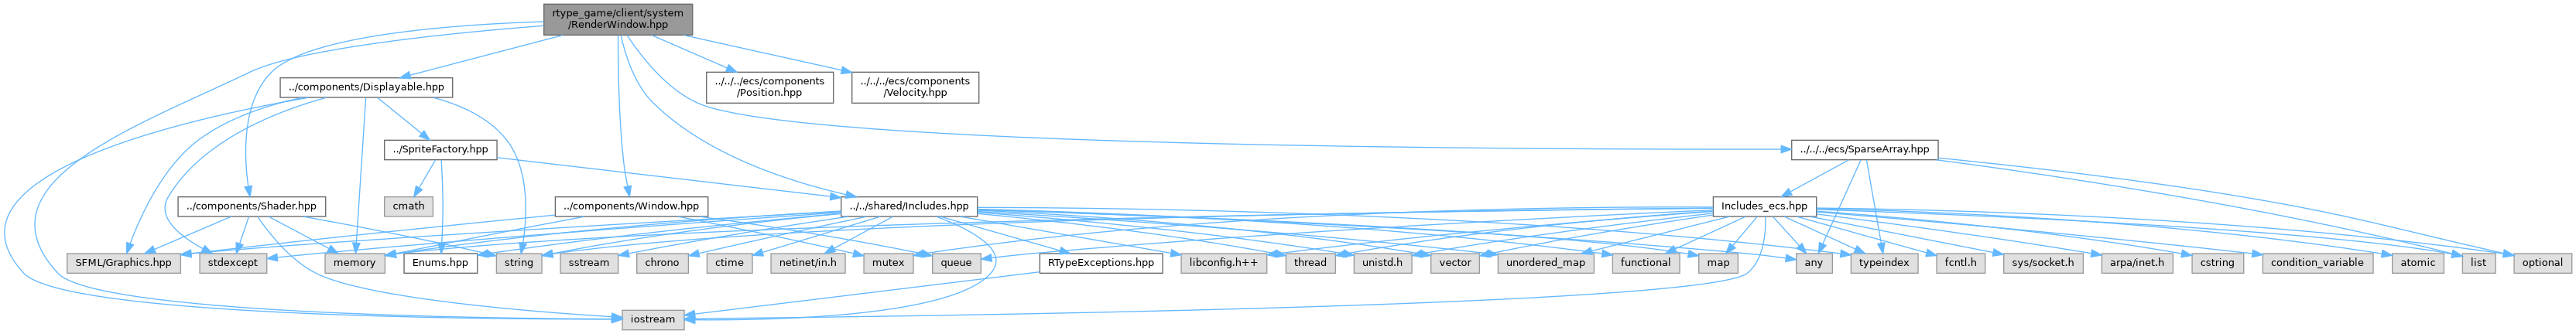 rtype_game/client/system
/RenderWindow.hpp
../components/Displayable.hpp
../../../ecs/components
/Position.hpp
../../../ecs/components
/Velocity.hpp
../SpriteFactory.hpp
../../../ecs/SparseArray.hpp
cmath
../components/Shader.hpp
../components/Window.hpp
../../shared/Includes.hpp
Includes_ecs.hpp
SFML/Graphics.hpp
stdexcept
memory
Enums.hpp
string
sstream
chrono
ctime
netinet/in.h
mutex
queue
RTypeExceptions.hpp
libconfig.h++
thread
unistd.h
vector
unordered_map
functional
map
any
typeindex
fcntl.h
sys/socket.h
arpa/inet.h
cstring
condition_variable
atomic
list
optional
iostream